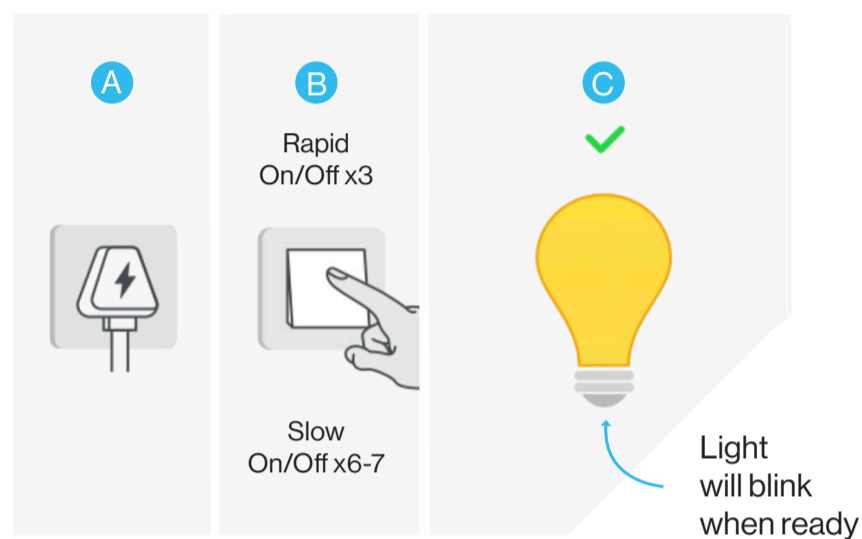 A
B
Rapid
On/Off x3
Slow
On/Off x6-7
C
Light
will blink
when ready